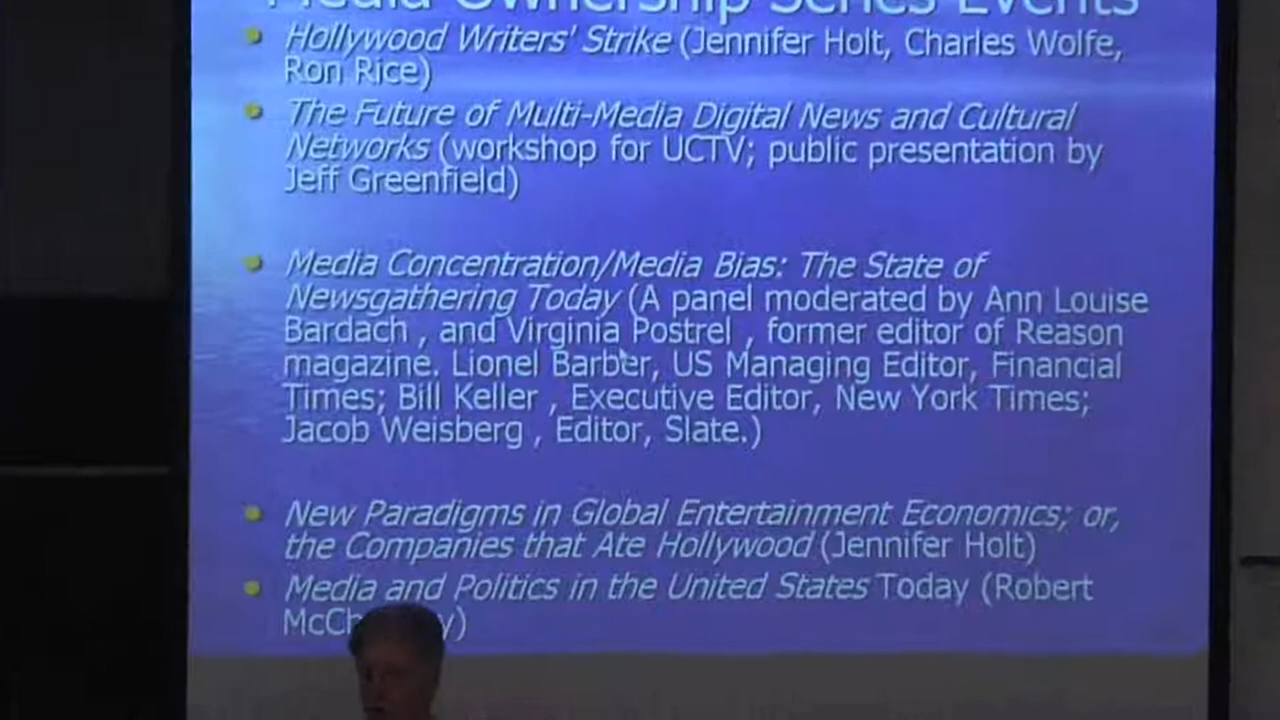 Media Ownership Series Events
Hollywood Writers' Strike (Jennifer Holt, Charles Wolfe,
Ron Rice)
The Future of Multi-Media Digital News and Cultural
Networks (workshop for UCTV; public presentation by
Jeff Greenfield)
Media Concentration/Media Bias: The State of
Newsgathering Today (A panel moderated by Ann Louise
Bardach , and Virginia Postrel , former editor of Reason
magazine. Lionel Barber, US Managing Editor, Financial
Times; Bill Keller , Executive Editor, New York Times;
Jacob Weisberg , Editor, Slate.)
New Paradigms in Global Entertainment Economics; or,
the Companies that Ate Hollywood (Jennifer Holt)
Media and Politics in the United States Today (Robert